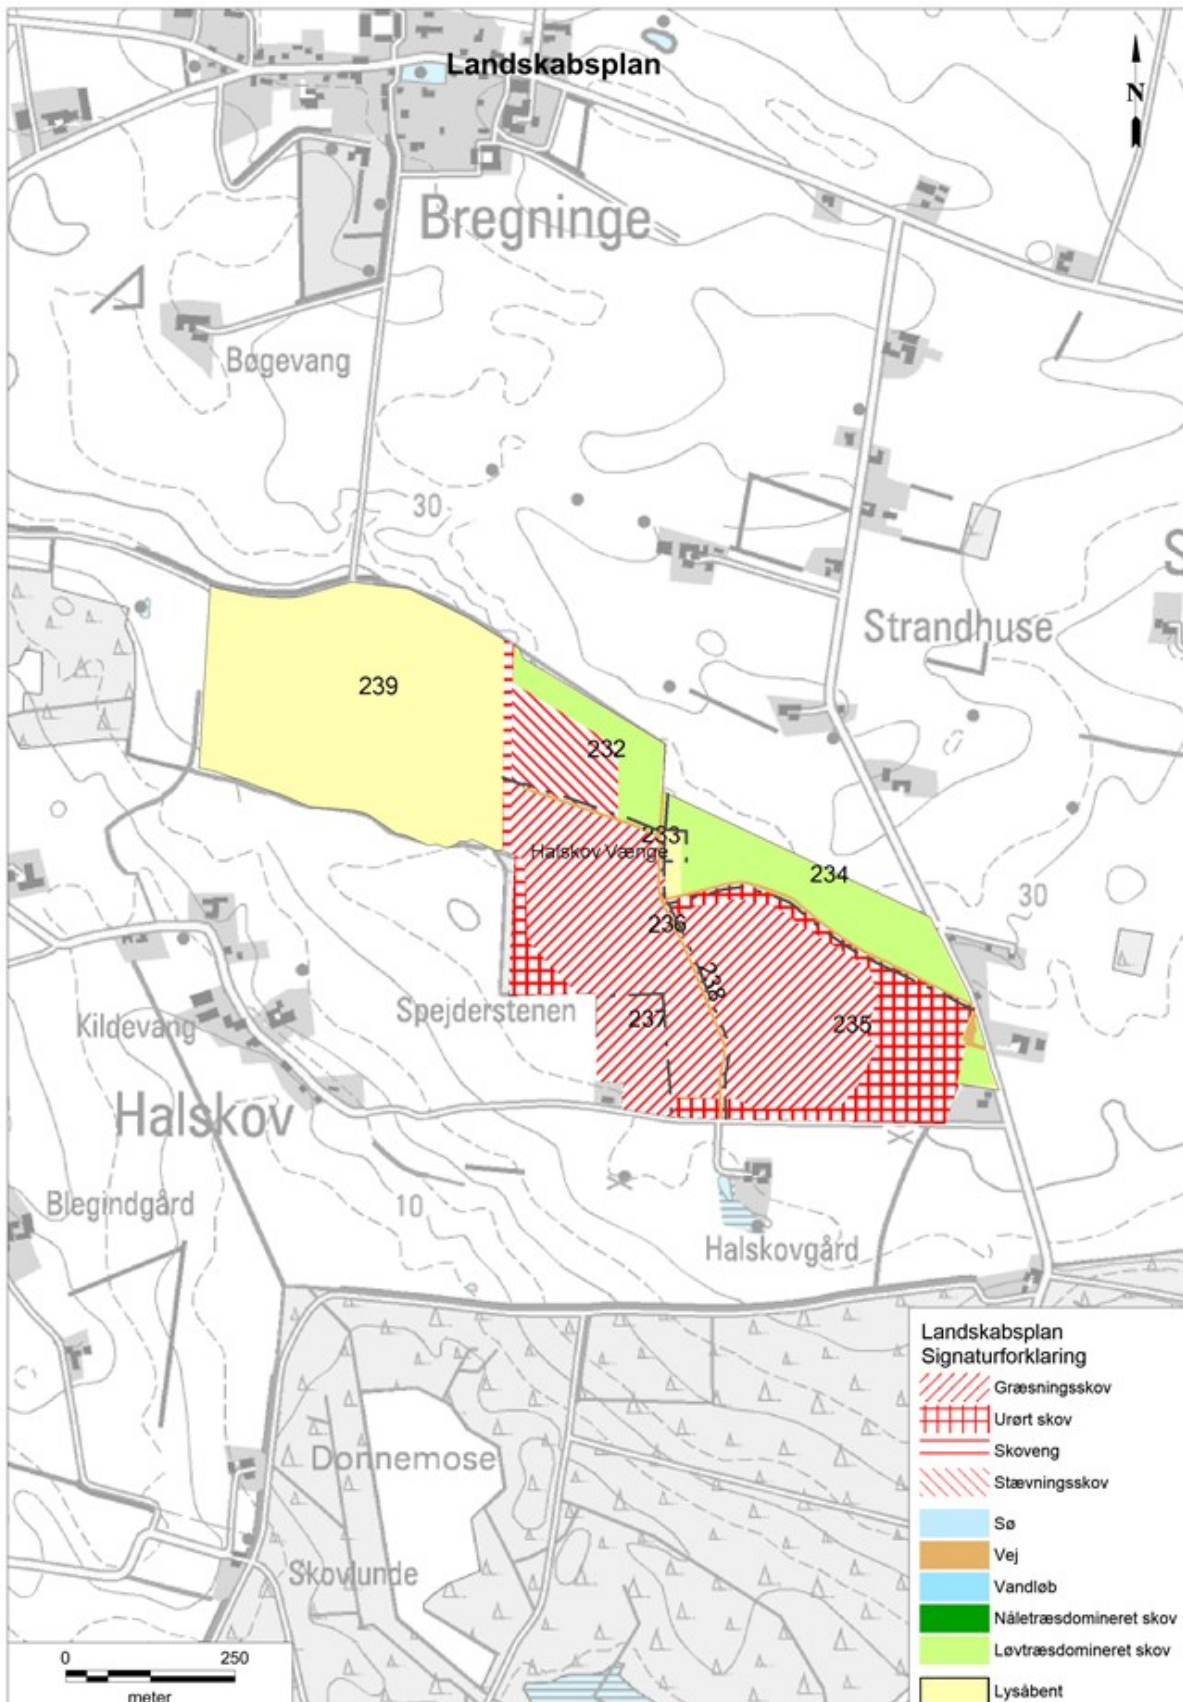 Landskabsplan
N
Bregninge
Bøgevang
30
Strandhuse
S
239
232
233
Halskov Vænge
234
30
236
238
Spejderstenen
237
235
Kildevang
Halskov
Blegindgård
10
Halskovgård
Donnemose
Skovlunde
Landskabsplan
Signaturforklaring
Græsningsskov
Urørt skov
Skoveng
Stævningsskov
Sø
Vej
Vandløb
Nåletræsdomineret skov
Løvtræsdomineret skov
Lysåbent
0 250
meter